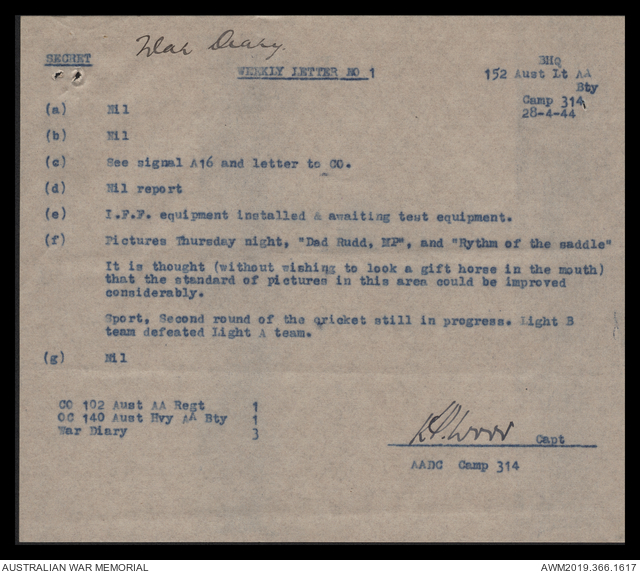 War Diary.
SECRET
WEEKLY LETTER NO 1
BHQ
152 Aust Lt AA
Bty
Camp 314
28-4-44
(a) Nil
(b) Nil
(c) See signal A16 and letter to CO.
(d) Nil report
(e) I.F.F. equipment installed & awaiting test equipment.
(f) Pictures Thursday night, "Dad Rudd, MP", and "Rythm of the saddle"
It is thought (without wishing to look a gift horse in the mouth)
that the standard of pictures in this area could be improved
considerably.
Sport, Second round of the cricket still in progress. Light B
team defeated Light A team.
(g) Nil
CO 102 Aust AA Regt 1
OC 140 Aust Hvy AA Bty 1
War Diary 3
Wood Capt
AADC Camp 314
AUSTRALIAN WAR MEMORIAL
AWM2019.366.1617